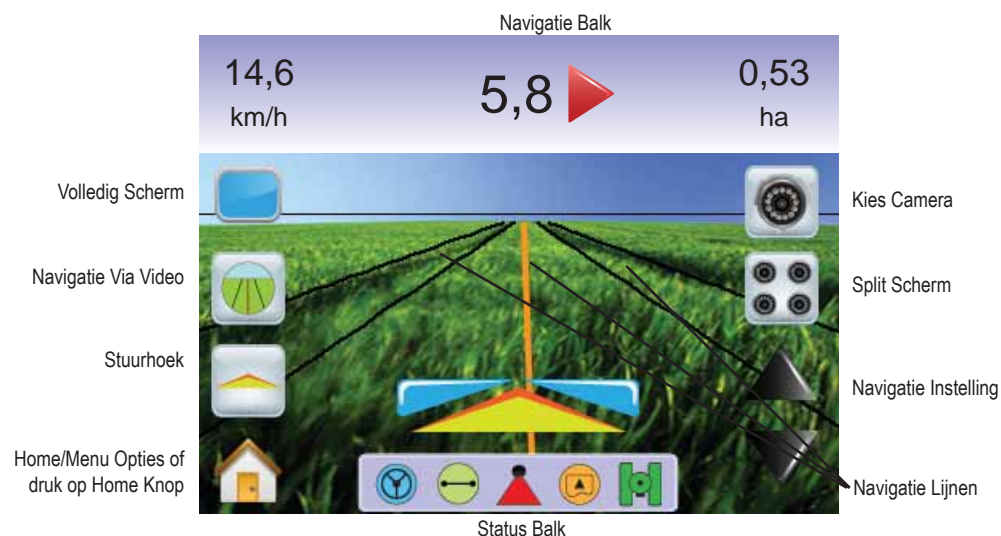 Navigatie Balk
14,6
km/h
5,8
0,53
ha
Volledig Scherm
Kies Camera
Navigatie Via Video
Split Scherm
Stuurhoek
Navigatie Instelling
Home/Menu Opties of
druk op Home Knop
Navigatie Lijnen
Status Balk